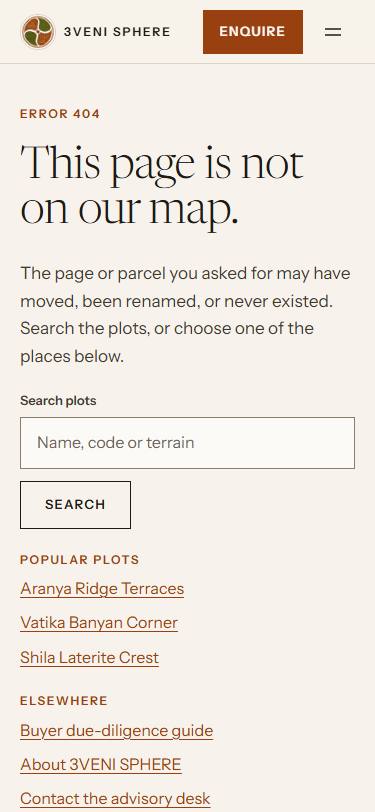 3VENI SPHERE
ENQUIRE
ERROR 404
This page is not
on our map.
The page or parcel you asked for may have
moved, been renamed, or never existed.
Search the plots, or choose one of the
places below.
Search plots
Name, code or terrain
SEARCH
POPULAR PLOTS
Aranya Ridge Terraces
Vatika Banyan Corner
Shila Laterite Crest
ELSEWHERE
Buyer due-diligence guide
About 3VENI SPHERE
Contact the advisory desk